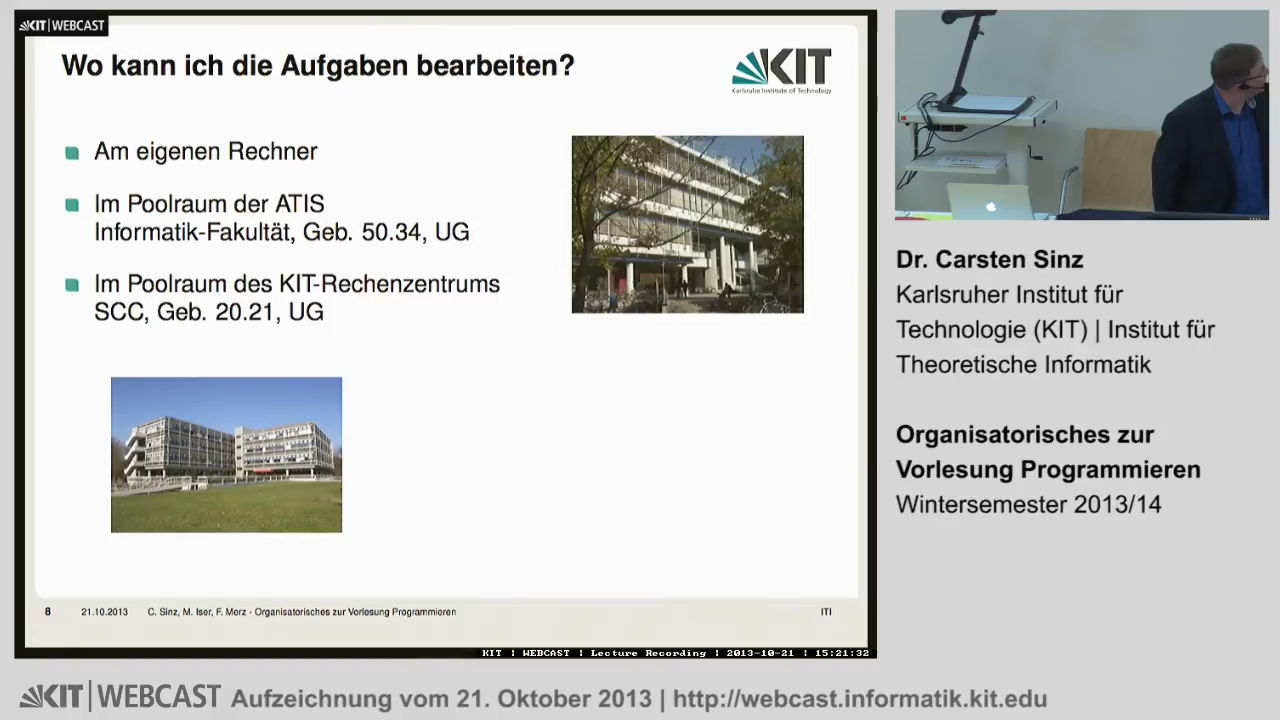 KIT | WEBCAST
Wo kann ich die Aufgaben bearbeiten?
KIT
Karlsruhe Institute of Technology
Am eigenen Rechner
Im Poolraum der ATIS
Informatik-Fakultät, Geb. 50.34, UG
Im Poolraum des KIT-Rechenzentrums
SCC, Geb. 20.21, UG
8 21.10.2013 C. Sinz, M. Iser, F. Merz - Organisatorisches zur Vorlesung Programmieren ITI
KIT | WEBCAST | Lecture Recording | 2013-10-21 | 15:21:32
Dr. Carsten Sinz
Karlsruher Institut für
Technologie (KIT) | Institut für
Theoretische Informatik
Organisatorisches zur
Vorlesung Programmieren
Wintersemester 2013/14
KIT | WEBCAST Aufzeichnung vom 21. Oktober 2013 | http://webcast.informatik.kit.edu